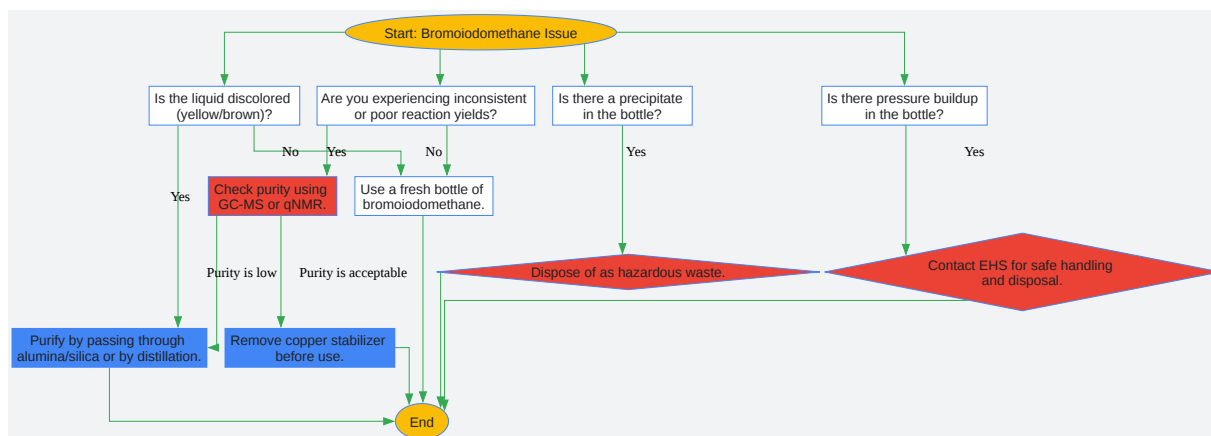 Start: Bromoiodomethane Issue
Is the liquid discolored
(yellow/brown)?
Are you experiencing inconsistent
or poor reaction yields?
Is there a precipitate
in the bottle?
Is there pressure buildup
in the bottle?
No
Yes
No
Yes
Yes
Yes
Check purity using
GC-MS or qNMR.
Use a fresh bottle of
bromoiodomethane.
Purity is low
Purity is acceptable
Dispose of as hazardous waste.
Contact EHS for safe handling
and disposal.
Purify by passing through
alumina/silica or by distillation.
Remove copper stabilizer
before use.
End